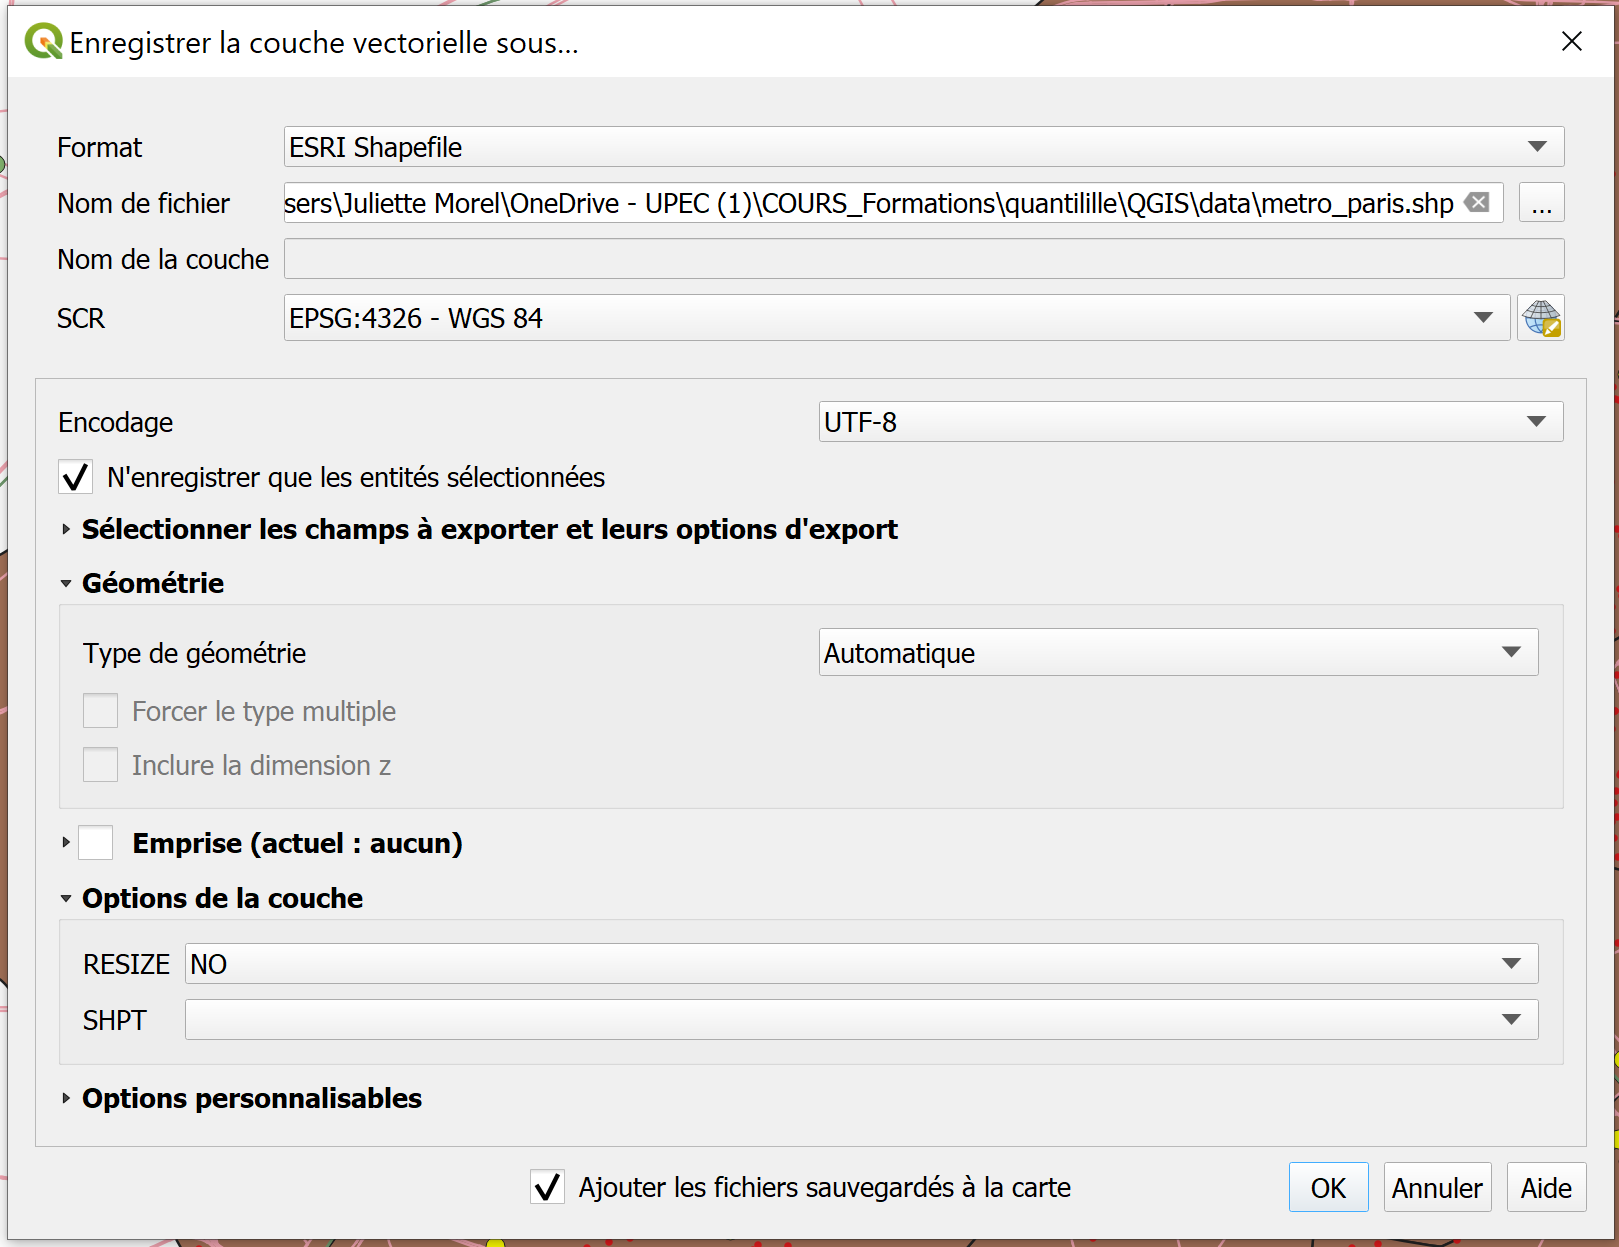 Enregistrer la couche vectorielle sous...
Format ESRI Shapefile
Nom de fichier sers\Juliette Morel\OneDrive - UPEC (1)\COURS_Formations\quantilille\QGIS\data\metro_paris.shp ...
Nom de la couche
SCR EPSG:4326 - WGS 84
Encodage UTF-8
N'enregistrer que les entités sélectionnées
Sélectionner les champs à exporter et leurs options d'export
Géométrie
Type de géométrie Automatique
Forcer le type multiple
Inclure la dimension z
Emprise (actuel : aucun)
Options de la couche
RESIZE NO
SHPT
Options personnalisables
Ajouter les fichiers sauvegardés à la carte OK Annuler Aide